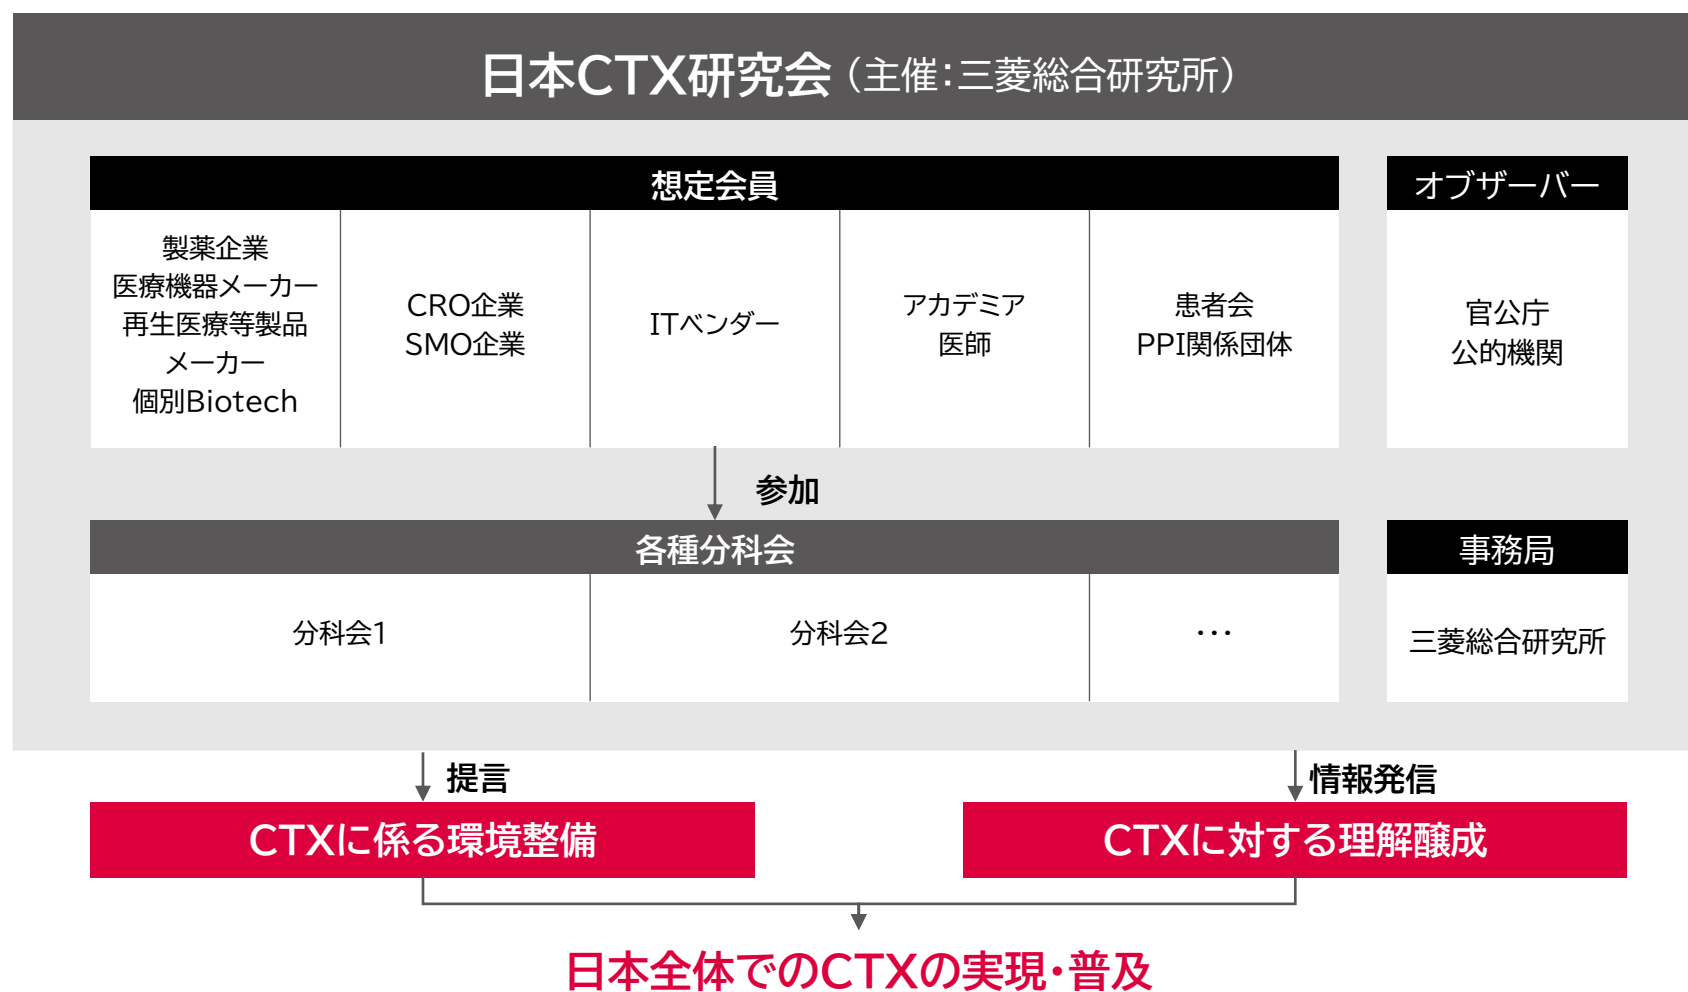 日本CTX研究会(主催:三菱総合研究所)
想定会員
製薬企業
医療機器メーカー
再生医療等製品
メーカー
個別Biotech
CRO企業
SMO企業
ITベンダー
アカデミア
医師
患者会
PPI関係団体
オブザーバー
官公庁
公的機関
参加
各種分科会
分科会1
分科会2
…
事務局
三菱総合研究所
提言
情報発信
CTXに係る環境整備
CTXに対する理解醸成
日本全体でのCTXの実現・普及